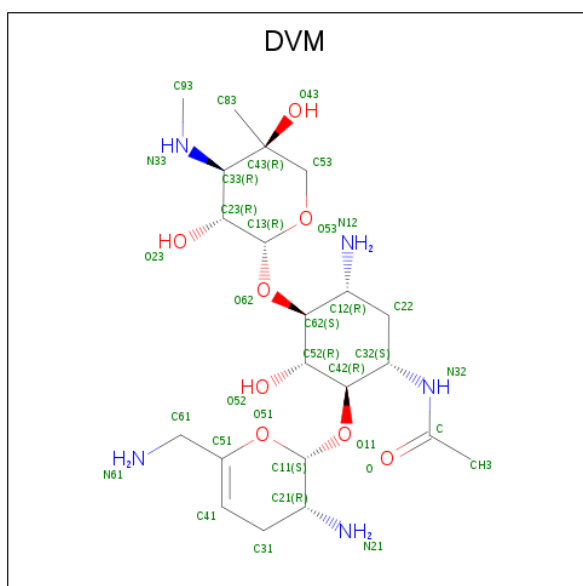 DVM
C93
C83
O43
OH
HN
N33
C43(R)
C53
C33(R)
C23(R)
C13(R)
O
O53
N12
HO
O23
NH₂
O
O62
C12(R)
C22
C62(S)
C52(R)
C32(S)
C42(R)
N32
HO
O52
NH
C61
O51
O
O11
C
C51
O
C11(S)
O
CH3
H₂N
N61
C21(R)
C41
NH₂
N21
C31